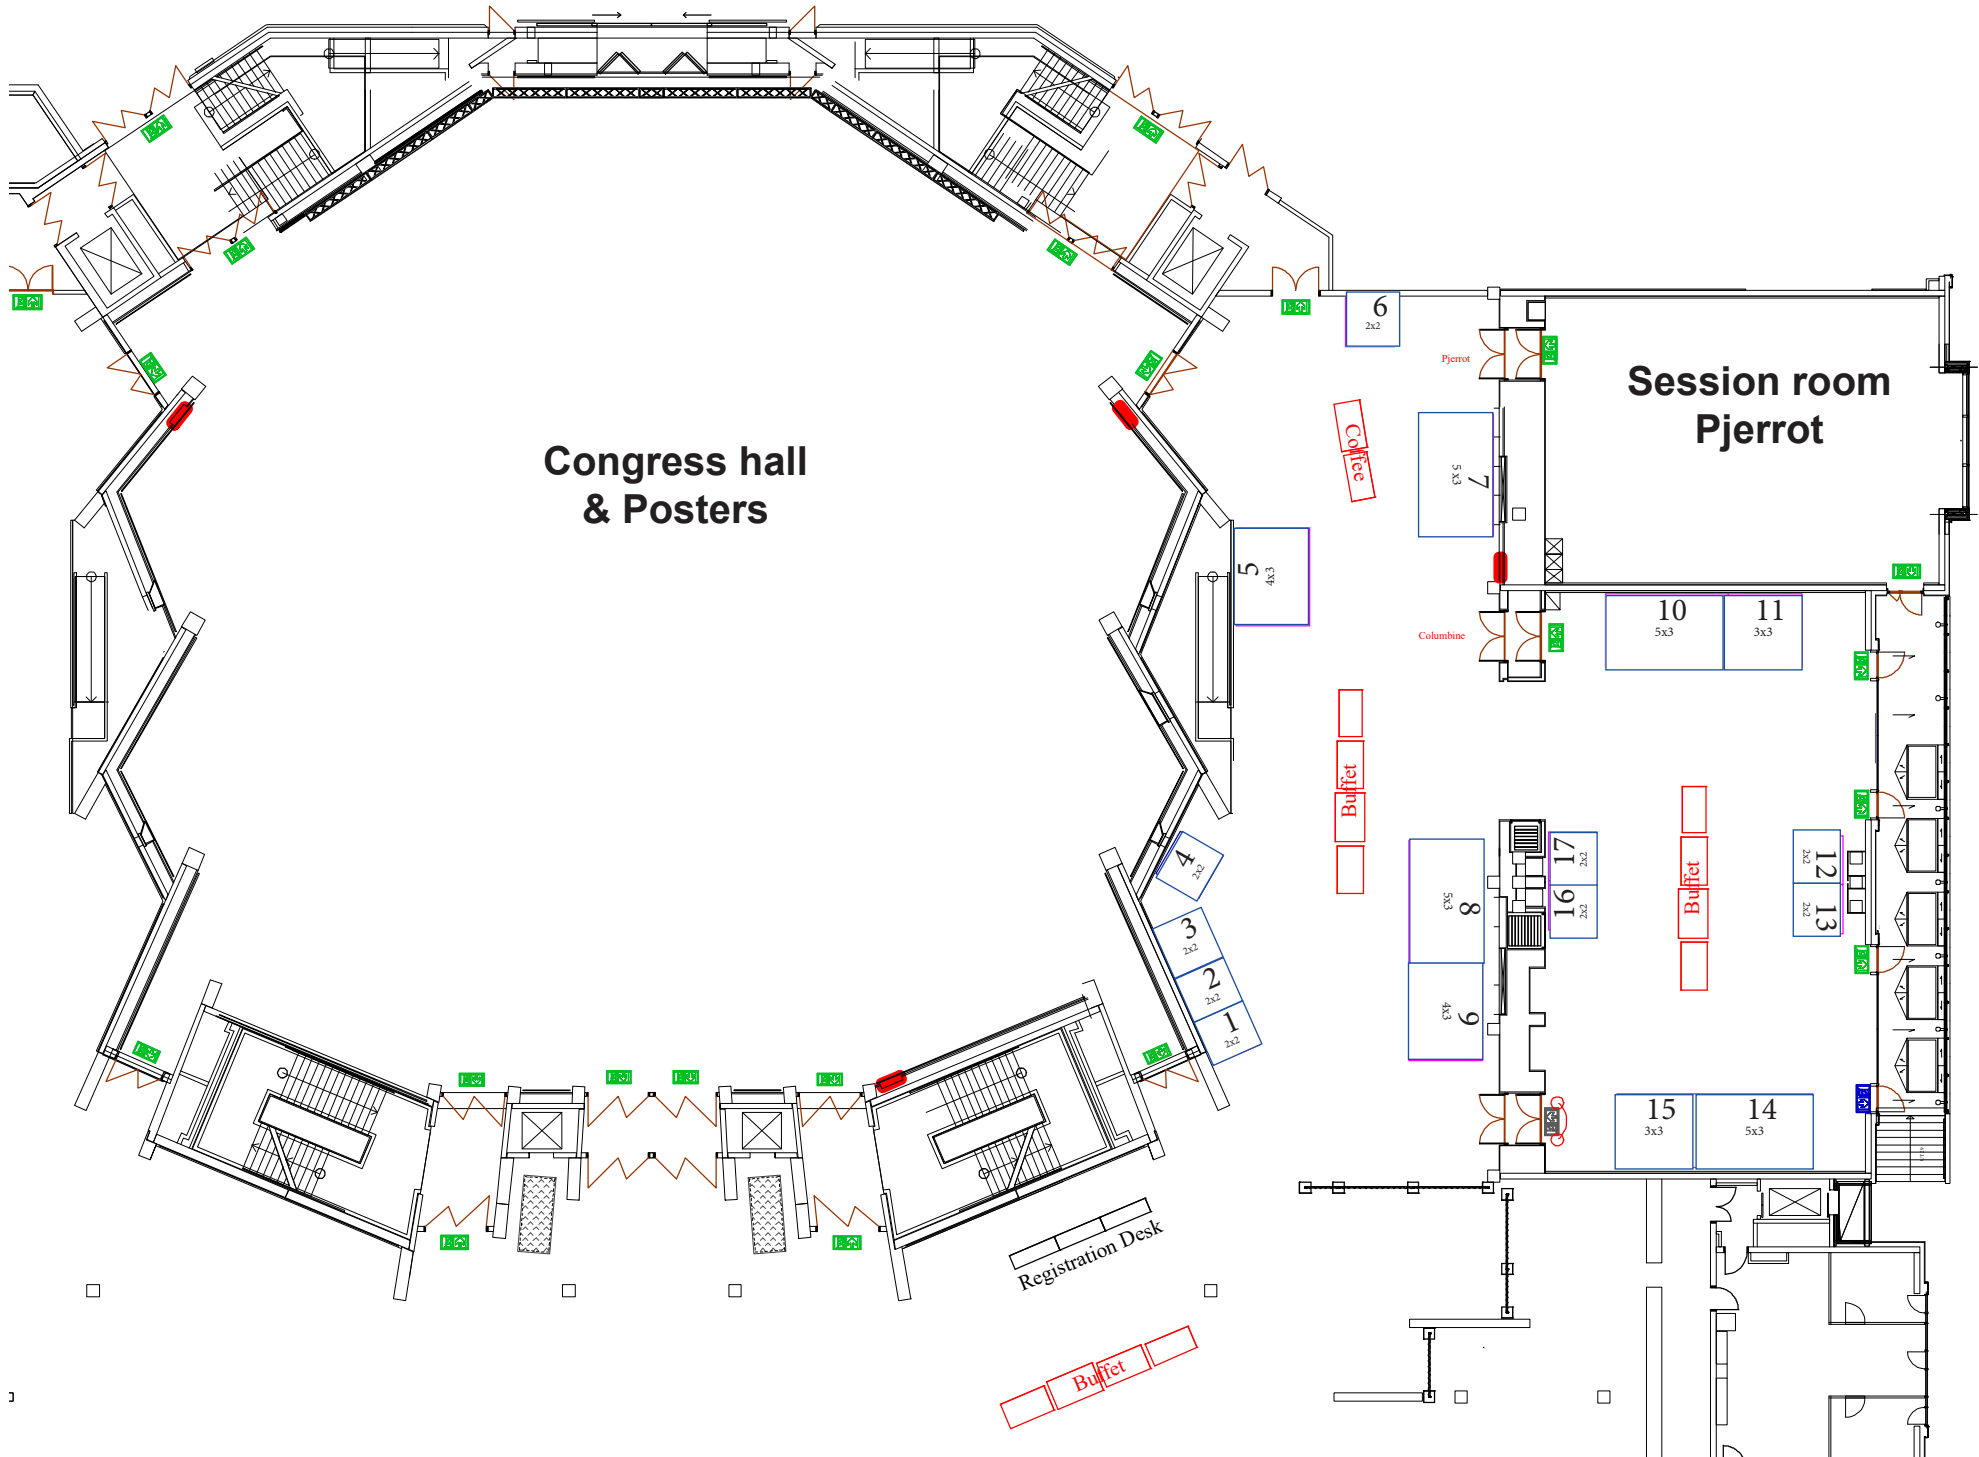 6
2x2
Pjerrot
Session room
Pjerrot
Coffee
7
5 x3
Congress hall
& Posters
5
4x3
10
5x3
11
3x3
Columbine
Buffet
4
2x2
3
2x2
2
2x2
1
2x2
8
5x3
9
4x3
17
2x2
16
2x2
Buffet
12
2x2
13
2x2
15
3x3
14
5x3
Registration Desk
Buffet